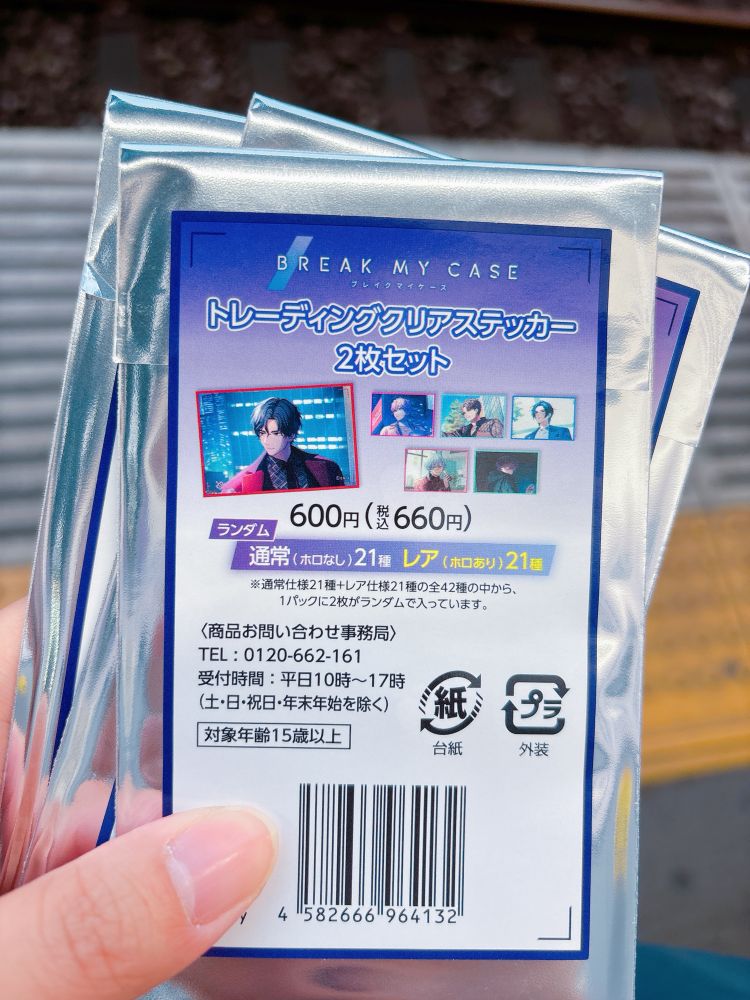 BREAK MY CASE
ブレイクマイケース
トレーディングクリアステッカー
2枚セット
600円(税込660円)
ランダム
通常(ホロなし)21種 レア(ホロあり)21種
※通常仕様21種+レア仕様21種の全42種の中から、
1パックに2枚がランダムで入っています。
〈商品お問い合わせ事務局〉
TEL：0120-662-161
受付時間：平日10時〜17時
(土・日・祝日・年末年始を除く)
対象年齢15歳以上
紙
台紙
プラ
外装
4 582666 964132